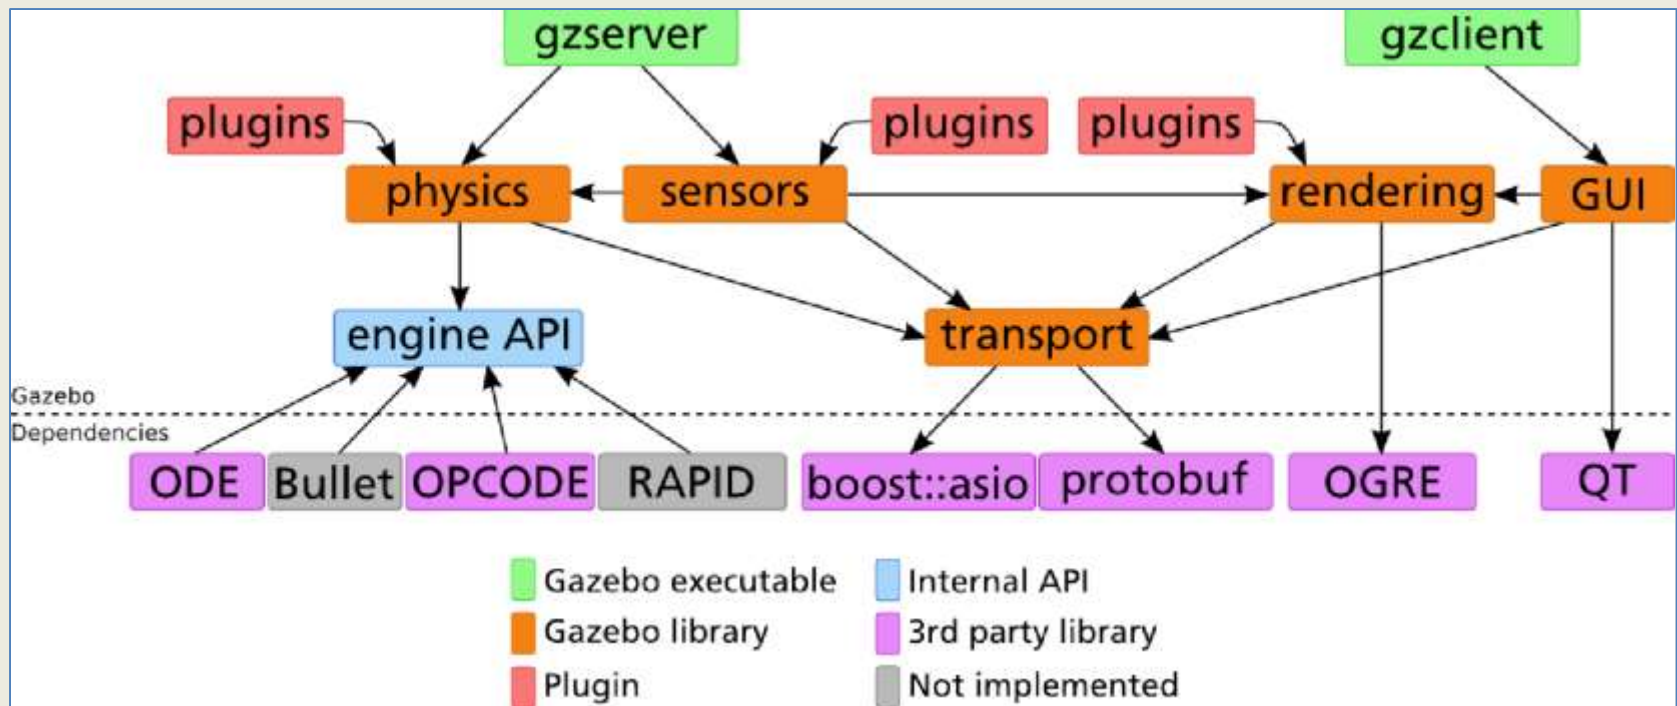 gzserver
gzclient
plugins
plugins
plugins
physics
sensors
rendering
GUI
engine API
transport
Gazebo
Dependencies
ODE
Bullet
OPCODE
RAPID
boost::asio
protobuf
OGRE
QT
Gazebo executable
Internal API
Gazebo library
3rd party library
Plugin
Not implemented